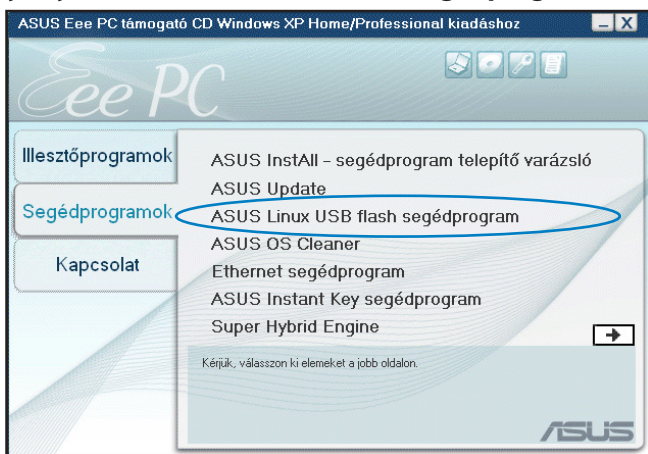 ASUS Eee PC támogató CD Windows XP Home/Professional kiadáshoz
Eee PC
Illesztőprogramok
Segédprogramok
Kapcsolat
ASUS InstAll – segédprogram telepítő varázsló
ASUS Update
ASUS Linux USB flash segédprogram
ASUS OS Cleaner
Ethernet segédprogram
ASUS Instant Key segédprogram
Super Hybrid Engine
Kérjük, válasszon ki elemeket a jobb oldalon.
ASUS